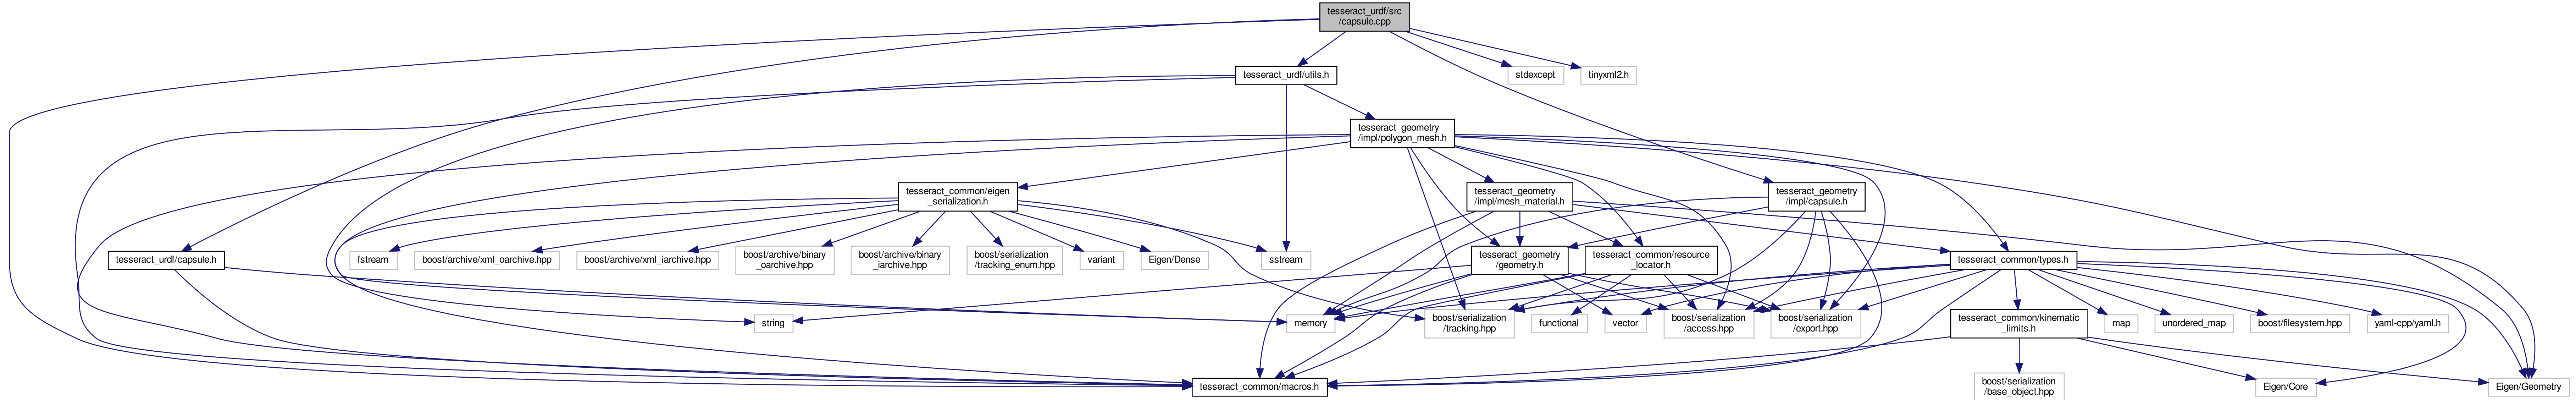 tesseract_urdf/src
/capsule.cpp
tesseract_urdf/utils.h
stdexcept
tinyxml2.h
tesseract_geometry
/impl/polygon_mesh.h
tesseract_common/eigen
_serialization.h
tesseract_geometry
/impl/mesh_material.h
tesseract_geometry
/impl/capsule.h
tesseract_urdf/capsule.h
fstream
boost/archive/xml_oarchive.hpp
boost/archive/xml_iarchive.hpp
boost/archive/binary
_oarchive.hpp
boost/archive/binary
_iarchive.hpp
boost/serialization
/tracking_enum.hpp
variant
Eigen/Dense
sstream
tesseract_geometry
/geometry.h
tesseract_common/resource
_locator.h
tesseract_common/types.h
string
memory
boost/serialization
/tracking.hpp
functional
vector
boost/serialization
/access.hpp
boost/serialization
/export.hpp
tesseract_common/kinematic
_limits.h
map
unordered_map
boost/filesystem.hpp
yaml-cpp/yaml.h
tesseract_common/macros.h
boost/serialization
/base_object.hpp
Eigen/Core
Eigen/Geometry